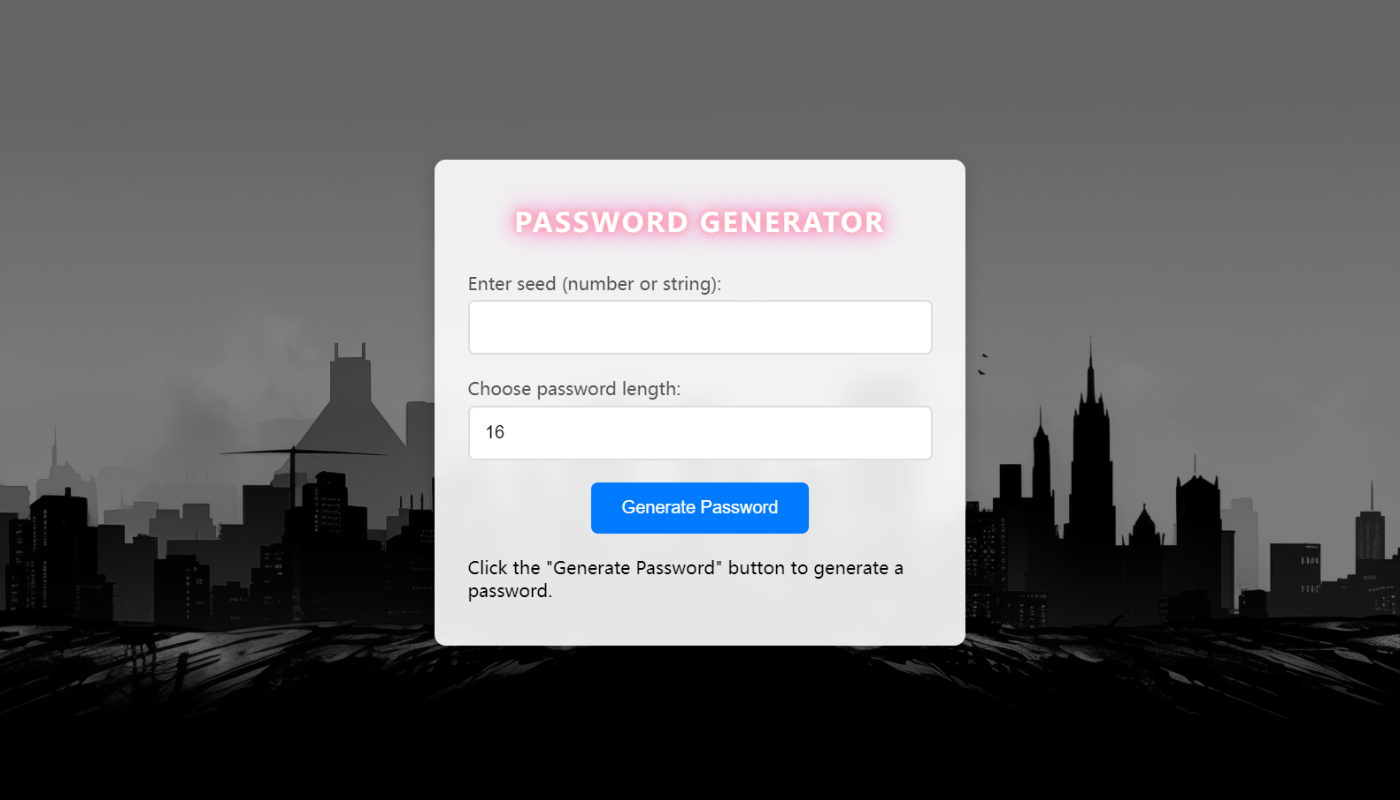 PASSWORD GENERATOR
Enter seed (number or string):
Choose password length:
16
Generate Password
Click the "Generate Password" button to generate a
password.